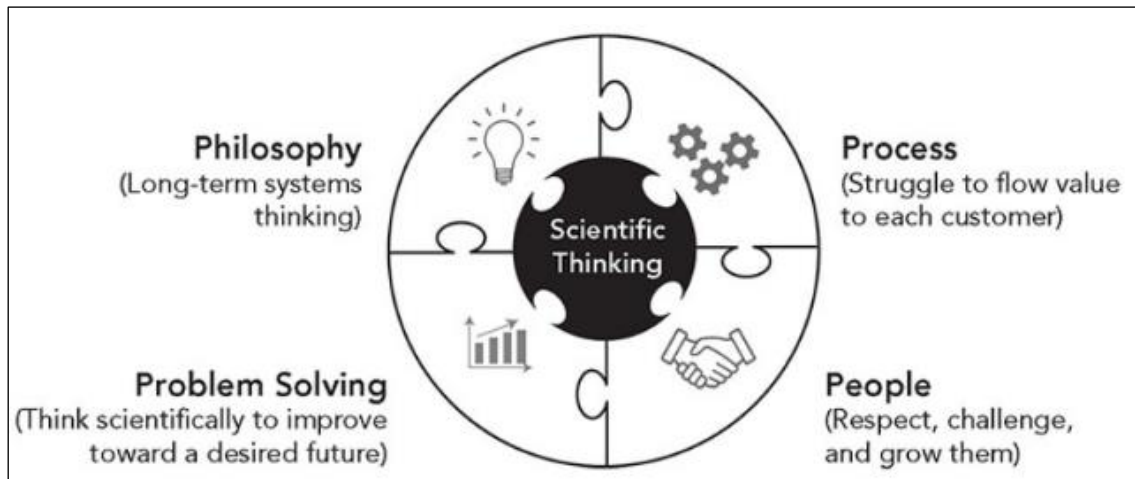 Philosophy
(Long-term systems
thinking)
Process
(Struggle to flow value
to each customer)
Scientific
Thinking
Problem Solving
(Think scientifically to improve
toward a desired future)
People
(Respect, challenge,
and grow them)